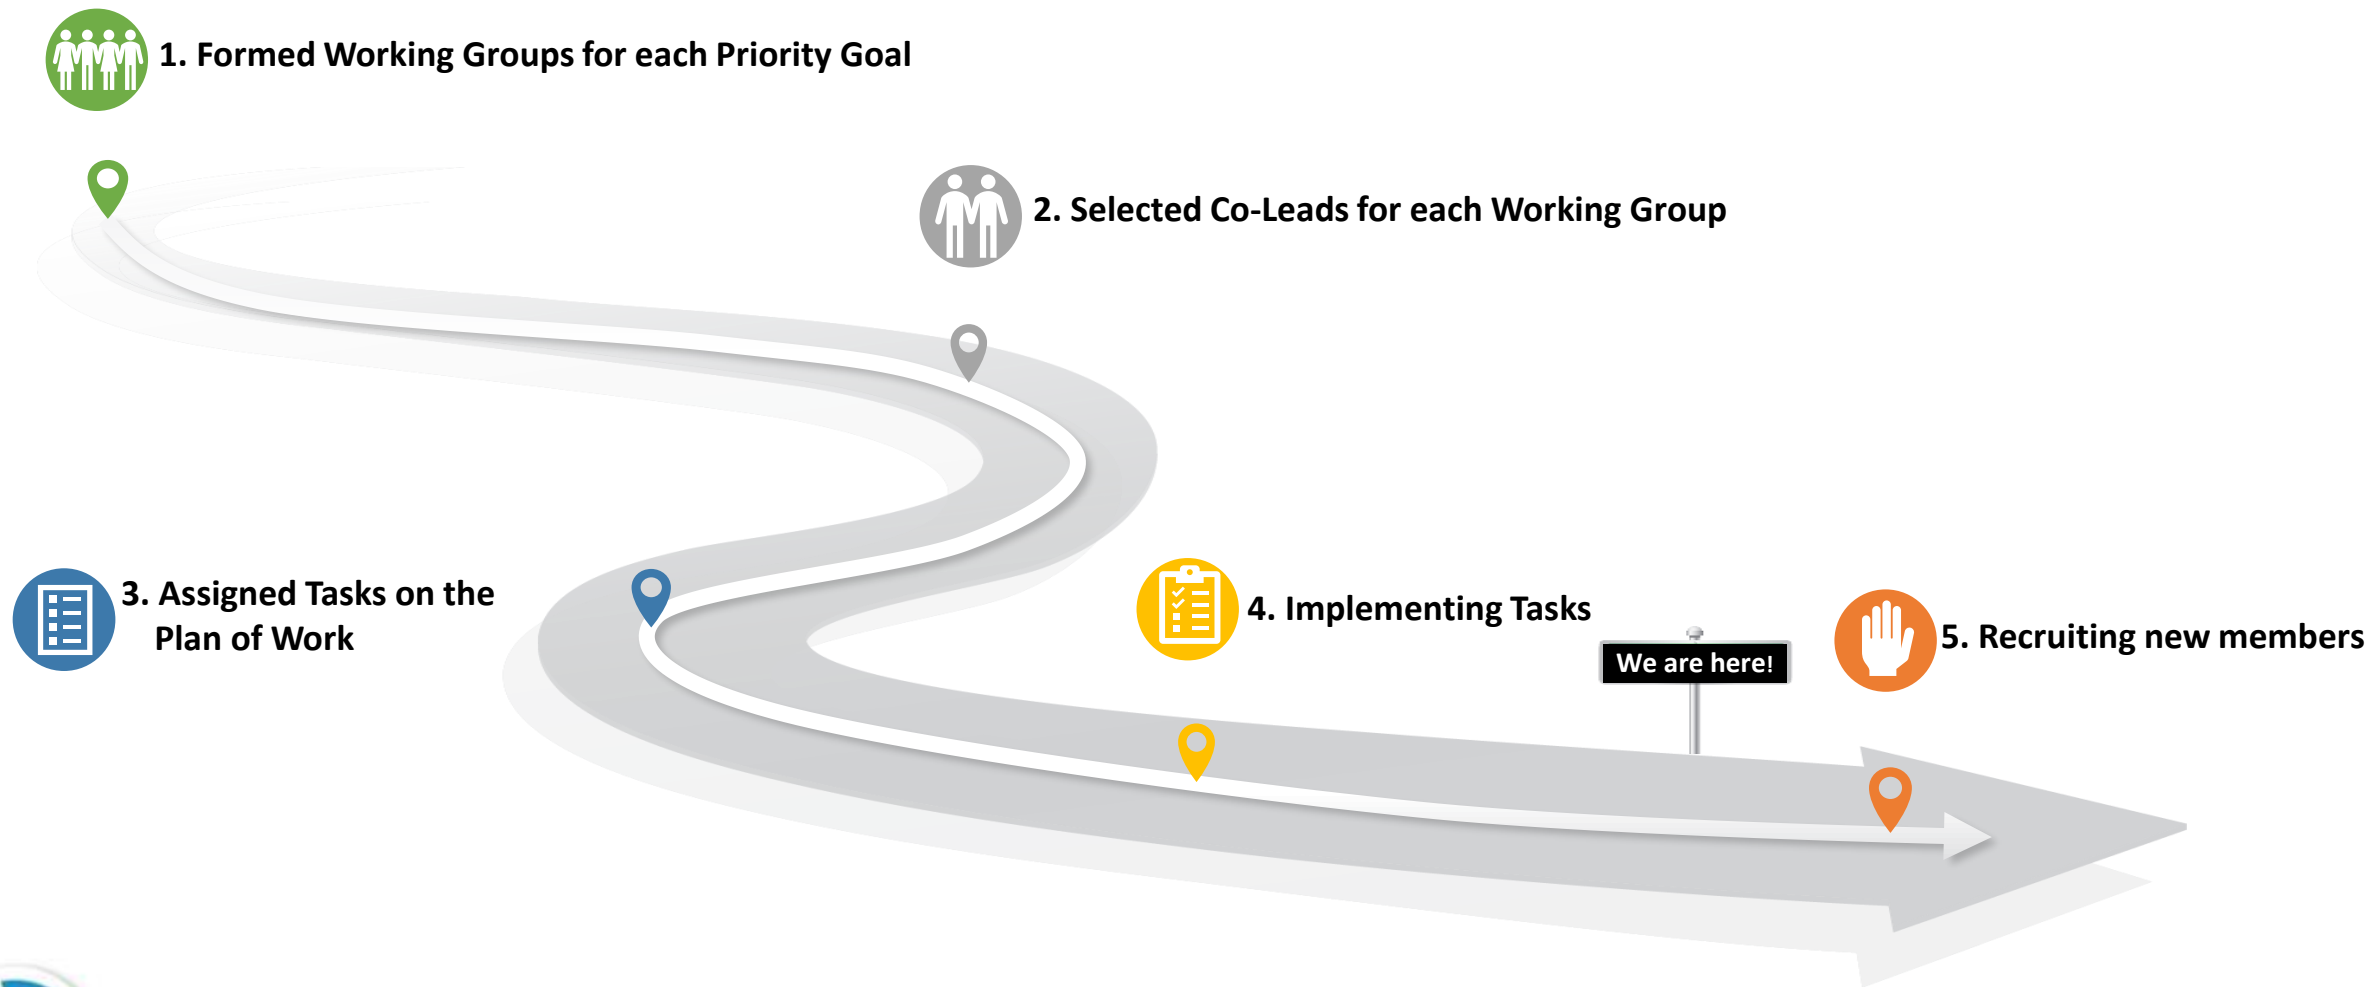 1. Formed Working Groups for each Priority Goal
2. Selected Co-Leads for each Working Group
3. Assigned Tasks on the
Plan of Work
4. Implementing Tasks
We are here!
5. Recruiting new members